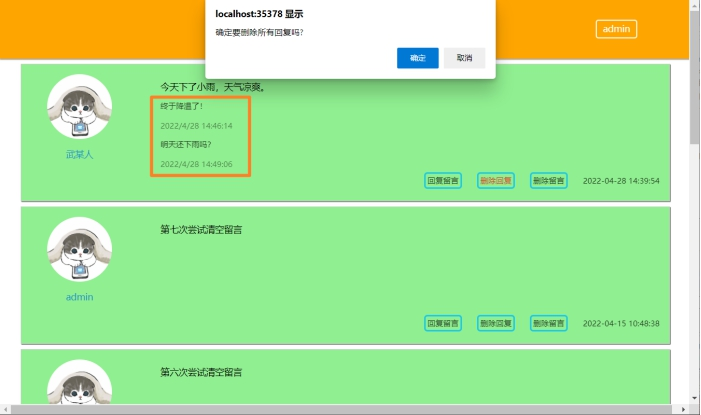 localhost:35378 显示
确定要删除所有回复吗?
确定
取消
admin
今天下了小雨，天气凉爽。
终于降温了!
2022/4/28 14:46:14
明天还下雨吗?
2022/4/28 14:49:06
武某人
回复留言
删除回复
删除留言
2022-04-28 14:39:54
第七次尝试清空留言
admin
回复留言
删除回复
删除留言
2022-04-15 10:48:38
第六次尝试清空留言